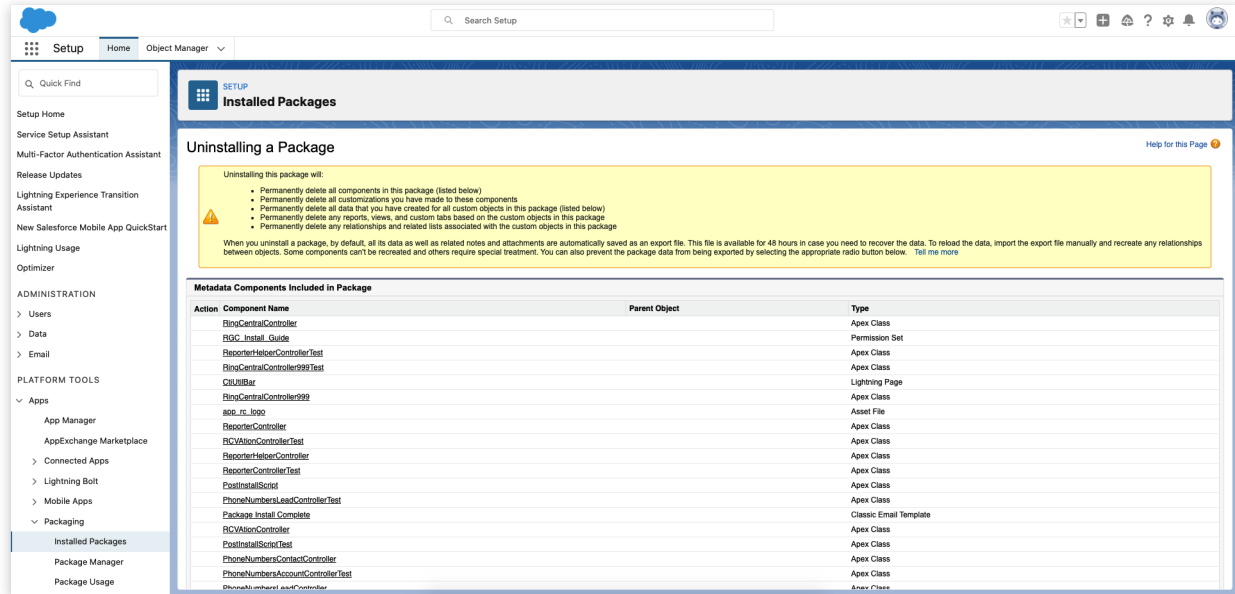 Search Setup
Setup
Home
Object Manager
Quick Find
Setup Home
Service Setup Assistant
Multi-Factor Authentication Assistant
Release Updates
Lightning Experience Transition
Assistant
New Salesforce Mobile App QuickStart
Lightning Usage
Optimizer
ADMINISTRATION
Users
Data
Email
PLATFORM TOOLS
Apps
App Manager
AppExchange Marketplace
Connected Apps
Lightning Bolt
Mobile Apps
Packaging
Installed Packages
Package Manager
Package Usage
SETUP
Installed Packages
Uninstalling a Package
Help for this Page ?
Uninstalling this package will:
• Permanently delete all components in this package (listed below)
• Permanently delete all customizations you have made to these components
• Permanently delete all data that you have created for all custom objects in this package (listed below)
• Permanently delete any reports, views, and custom tabs based on the custom objects in this package
• Permanently delete any relationships and related lists associated with the custom objects in this package
When you uninstall a package, by default, all its data as well as related notes and attachments are automatically saved as an export file. This file is available for 48 hours in case you need to recover the data. To reload the data, import the export file manually and recreate any relationships
between objects. Some components can't be recreated and others require special treatment. You can also prevent the package data from being exported by selecting the appropriate radio button below. Tell me more
Metadata Components Included in Package
Action Component Name Parent Object Type
RingCentralController Apex Class
RGC_Install_Guide Permission Set
ReporterHelperControllerTest Apex Class
RingCentralController999Test Apex Class
CtiUtilBar Lightning Page
RingCentralController999 Apex Class
app_rc_logo Asset File
ReporterController Apex Class
RCVAtionControllerTest Apex Class
ReporterHelperController Apex Class
ReporterControllerTest Apex Class
PostInstallScript Apex Class
PhoneNumbersLeadControllerTest Apex Class
Package Install Complete Classic Email Template
RCVAtionController Apex Class
PostInstallScriptTest Apex Class
PhoneNumbersContactController Apex Class
PhoneNumbersAccountControllerTest Apex Class
PhoneNumbersLeadController Apex Class